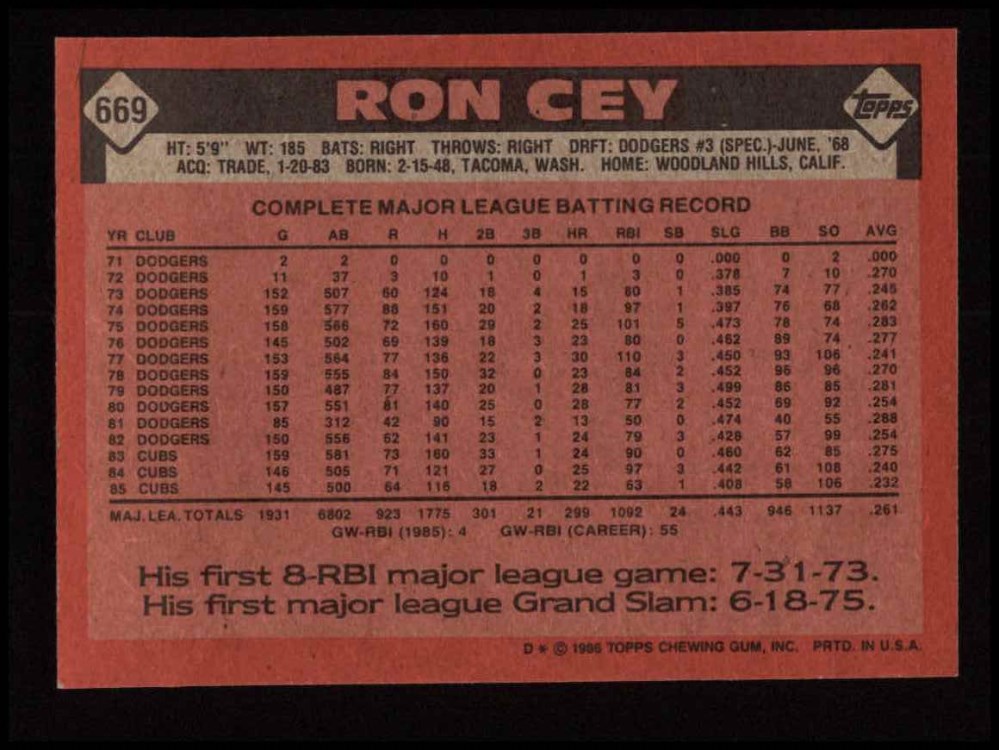 669
RON CEY
Topps
HT: 5'9" WT: 185 BATS: RIGHT THROWS: RIGHT DRFT: DODGERS #3 (SPEC.)-JUNE, '68
ACQ: TRADE, 1-20-83 BORN: 2-15-48, TACOMA, WASH. HOME: WOODLAND HILLS, CALIF.
COMPLETE MAJOR LEAGUE BATTING RECORD
YR CLUB G AB R H 2B 3B HR RBI SB SLG BB SO AVG
71 DODGERS 2 2 0 0 0 0 0 0 0 .000 0 2 .000
72 DODGERS 11 37 3 10 1 0 1 3 0 .378 7 10 .270
73 DODGERS 152 507 60 124 18 4 15 80 1 .385 74 77 .245
74 DODGERS 159 577 88 151 20 2 18 97 1 .397 76 68 .262
75 DODGERS 158 566 72 160 29 2 25 101 5 .473 78 74 .283
76 DODGERS 145 502 69 139 18 3 23 80 0 .462 89 74 .277
77 DODGERS 153 564 77 136 22 3 30 110 3 .450 93 106 .241
78 DODGERS 159 555 84 150 32 0 23 84 2 .452 96 96 .270
79 DODGERS 150 487 77 137 20 1 28 81 3 .499 86 85 .281
80 DODGERS 157 551 81 140 25 0 28 77 2 .452 69 92 .254
81 DODGERS 85 312 42 90 15 2 13 50 0 .474 40 55 .288
82 DODGERS 150 556 62 141 23 1 24 79 3 .428 57 99 .254
83 CUBS 159 581 73 160 33 1 24 90 0 .460 62 85 .275
84 CUBS 146 505 71 121 27 0 25 97 3 .442 61 108 .240
85 CUBS 145 500 64 116 18 2 22 63 1 .408 58 106 .232
MAJ. LEA. TOTALS 1931 6802 923 1775 301 21 299 1092 24 .443 946 1137 .261
GW-RBI (1985): 4 GW-RBI (CAREER): 55
His first 8-RBI major league game: 7-31-73.
His first major league Grand Slam: 6-18-75.
D * © 1986 TOPPS CHEWING GUM, INC. PRTD. IN U.S.A.